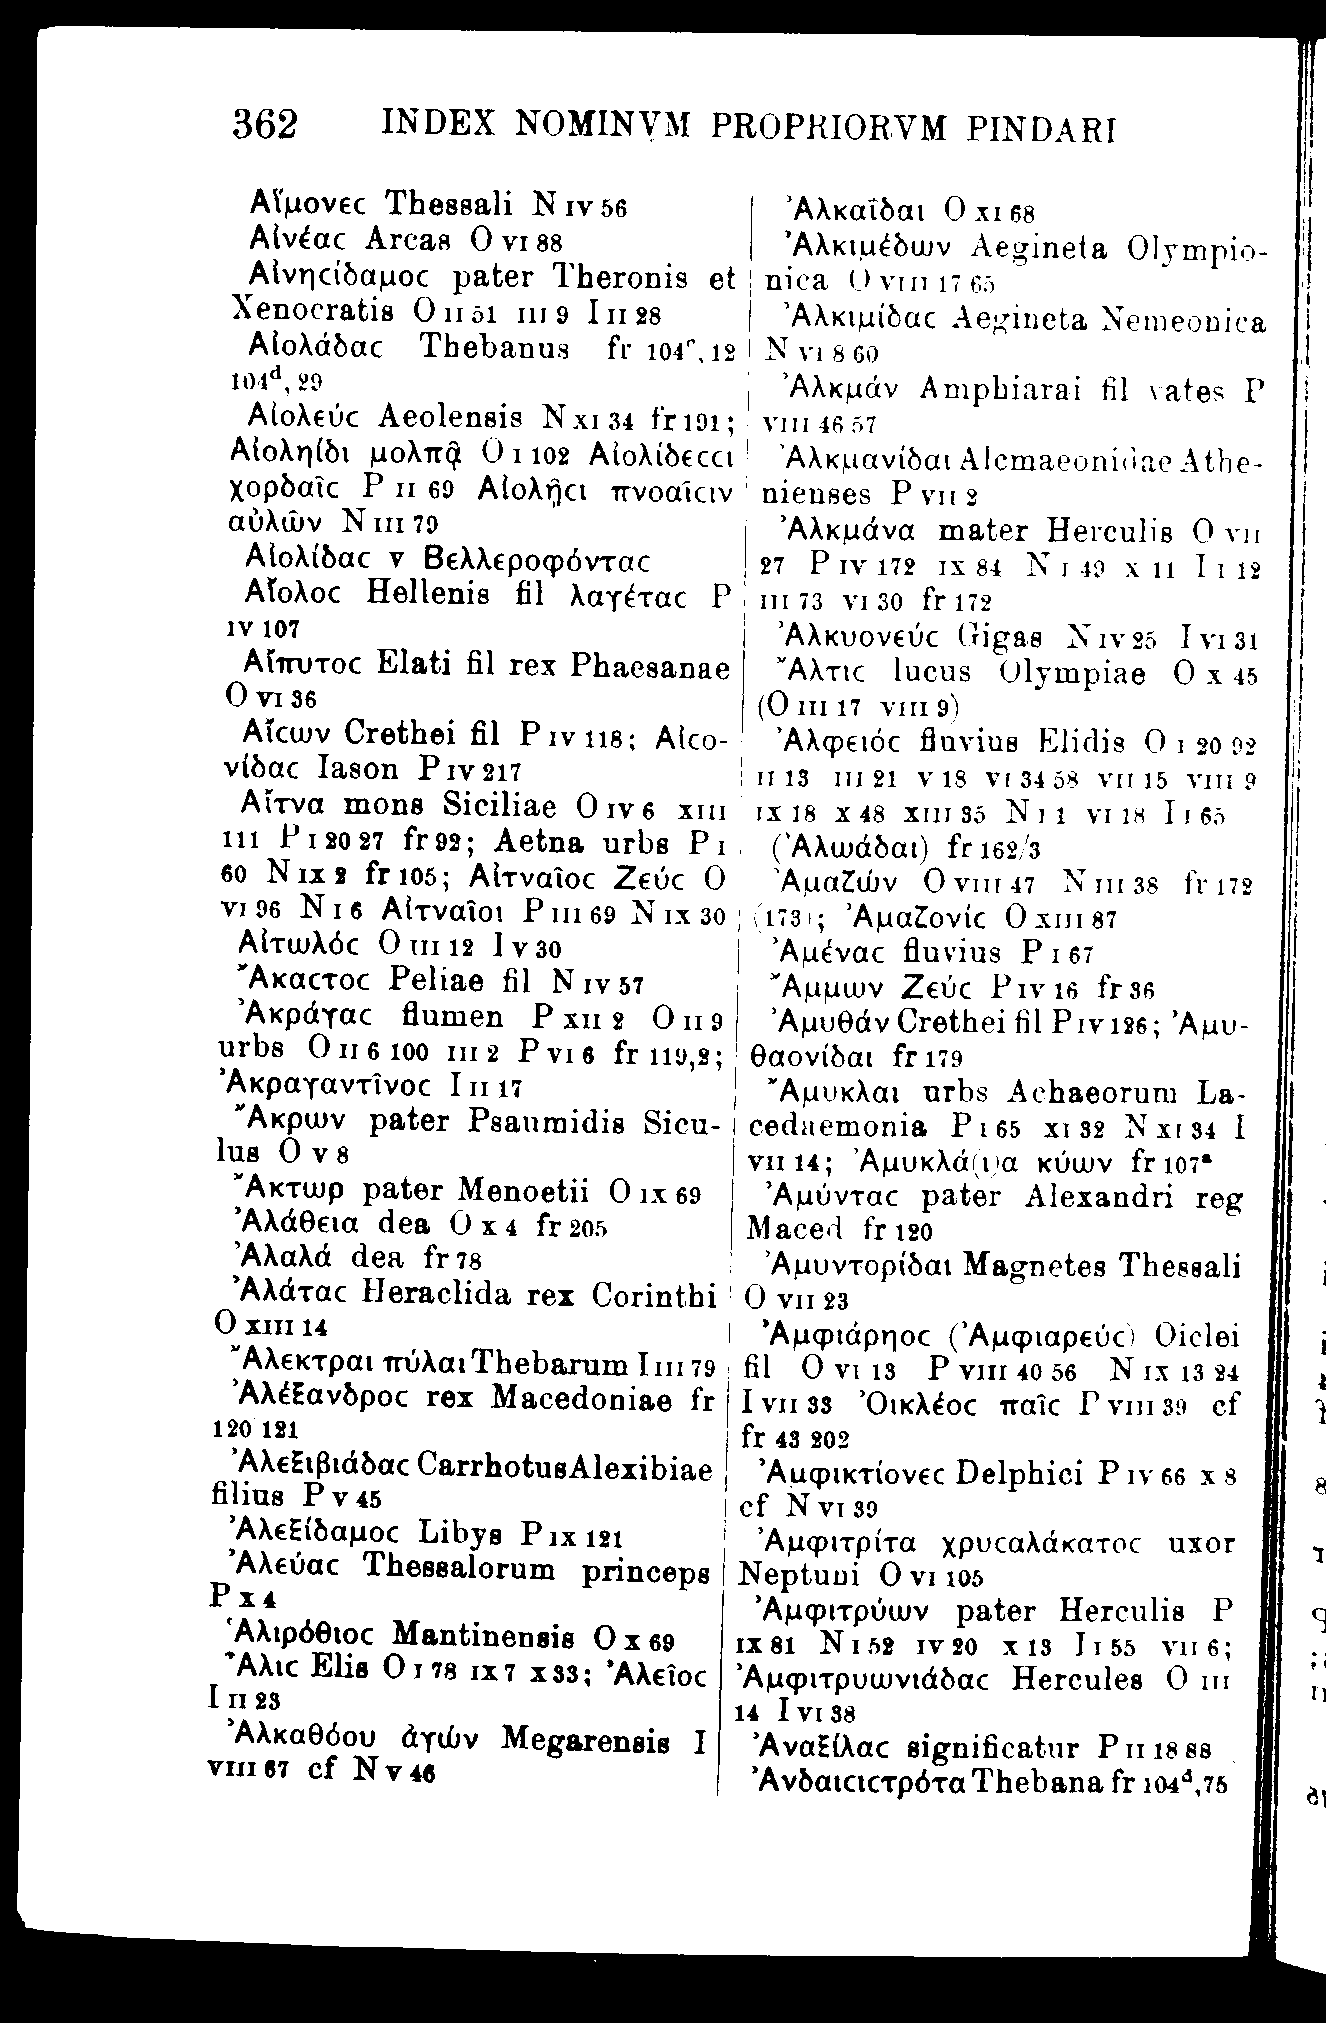 362 INDEX NOMINVM PROPRIORVM PINDARI
Αἵμονεϲ Thessali N IV 56
Αἰνέαϲ Arcas O VI 88
Αἰνηϲίδαμοϲ pater Theronis et
Xenocratis O II 51 III 9 I II 28
Αἰολάδαϲ Thebanus fr 104ᶜ, 12
104ᵈ, 29
Αἰολεύϲ Aeolensis N XI 34 fr 191;
Αἰοληίδι μολπᾷ O I 102 Αἰολίδεϲϲι
χορδαῖϲ P II 69 Αἰολῇϲι πνοαῖϲιν
αὐλῶν N III 79
Αἰολίδαϲ v Βελλεροφόνταϲ
Αἴολοϲ Hellenis fil λαγέταϲ P
IV 107
Αἴπυτοϲ Elati fil rex Phaesanae
O VI 36
Αἴϲων Crethei fil P IV 118; Αἰϲο-
νίδαϲ Iason P IV 217
Αἴτνα mons Siciliae O IV 6 XIII
111 P I 20 27 fr 92; Aetna urbs P I
60 N IX 2 fr 105; Αἰτναῖοϲ Ζεύϲ O
VI 96 N I 6 Αἰτναῖοι P III 69 N IX 30
Αἰτωλόϲ O III 12 I V 30
Ἄκαϲτοϲ Peliae fil N IV 57
Ἀκράγαϲ flumen P XII 2 O II 9
urbs O II 6 100 III 2 P VI 6 fr 119,2;
Ἀκραγαντῖνοϲ I II 17
Ἄκρων pater Psaumidis Sicu-
lus O V 8
Ἄκτωρ pater Menoetii O IX 69
Ἀλάθεια dea O X 4 fr 205
Ἀλαλά dea fr 78
Ἀλάταϲ Heraclida rex Corinthi
O XIII 14
Ἄλεκτραι πύλαι Thebarum I III 79
Ἀλέξανδροϲ rex Macedoniae fr
120 121
Ἀλεξιβιάδαϲ Carrhotus Alexibiae
filius P V 45
Ἀλεξίδαμοϲ Libys P IX 121
Ἀλεύαϲ Thessalorum princeps
P X 4
Ἁλιρόθιοϲ Mantinensis O X 69
Ἆλιϲ Elis O I 78 IX 7 X 33; Ἀλεῖοϲ
I II 23
Ἀλκαθόου ἀγών Megarensis I
VIII 67 cf N V 46
Ἀλκαΐδαι O XI 68
Ἀλκιμέδων Aegineta Olympio-
nica O VIII 17 65
Ἀλκιμίδαϲ Aegineta Nemeonica
N VI 8 60
Ἀλκμάν Amphiarai fil vates P
VIII 46 57
Ἀλκμανίδαι Alcmaeonidae Athe-
nienses P VII 2
Ἀλκμάνα mater Herculis O VII
27 P IV 172 IX 84 N I 49 X 11 I I 12
III 73 VI 30 fr 172
Ἀλκυονεύϲ Gigas N IV 25 I VI 31
Ἄλτιϲ lucus Olympiae O X 45
(O III 17 VIII 9)
Ἀλφειόϲ fluvius Elidis O I 20 92
II 13 III 21 V 18 VI 34 58 VII 15 VIII 9
IX 18 X 48 XIII 35 N I 1 VI 18 I I 65
(Ἀλωάδαι) fr 162/3
Ἀμαζών O VIII 47 N III 38 fr 172
(173); Ἀμαζονίϲ O XIII 87
Ἀμέναϲ fluvius P I 67
Ἄμμων Ζεύϲ P IV 16 fr 36
Ἀμυθάν Crethei fil P IV 126; Ἀμυ-
θαονίδαι fr 179
Ἄμυκλαι urbs Achaeorum La-
cedaemonia P I 65 XI 32 N XI 34 I
VII 14; Ἀμυκλά(ι)α κύων fr 107ᵃ
Ἀμύνταϲ pater Alexandri reg
Maced fr 120
Ἀμυντορίδαι Magnetes Thessali
O VII 23
Ἀμφιάρηοϲ (Ἀμφιαρεύϲ) Oiclei
fil O VI 13 P VIII 40 56 N IX 13 24
I VII 33 Ὀικλέοϲ παῖϲ P VIII 39 cf
fr 43 202
Ἀμφικτίονεϲ Delphici P IV 66 X 8
cf N VI 39
Ἀμφιτρίτα χρυϲαλάκατοϲ uxor
Neptuni O VI 105
Ἀμφιτρύων pater Herculis P
IX 81 N I 52 IV 20 X 13 I I 55 VII 6;
Ἀμφιτρυωνιάδαϲ Hercules O III
14 I VI 38
Ἀναξίλαϲ significatur P II 18 88
Ἀνδαιϲιϲτρότα Thebana fr 104ᵈ,75